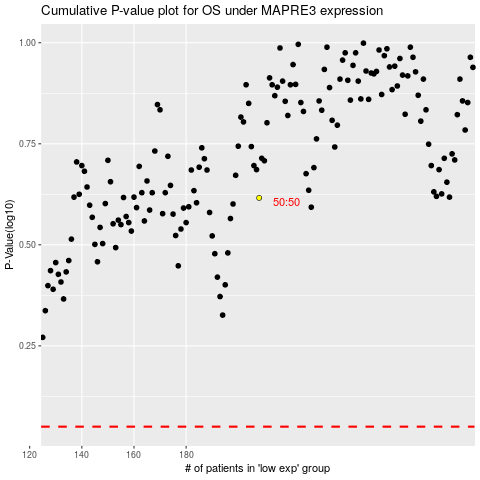 Cumulative P-value plot for OS under MAPRE3 expression
P-Value(log10)
1.00
0.75
0.50
0.25
50:50
120 140 160 180
# of patients in 'low exp' group